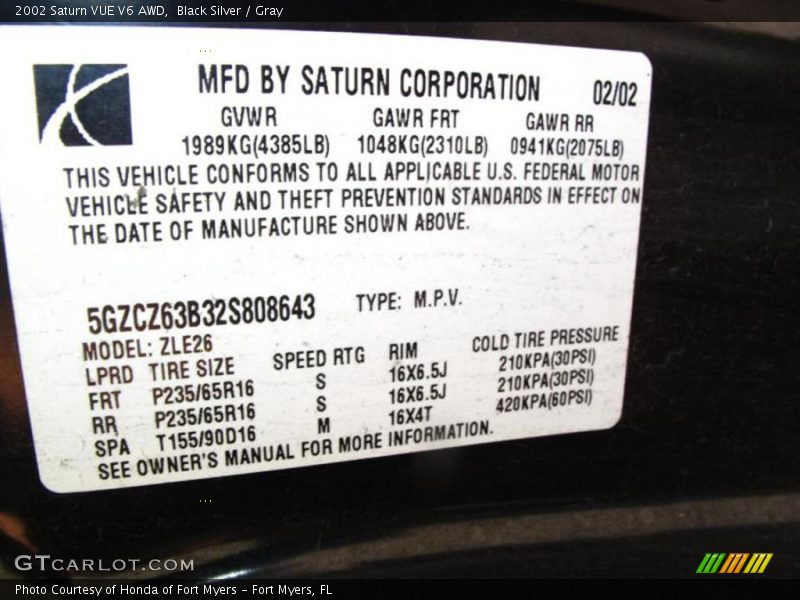 2002 Saturn VUE V6 AWD, Black Silver / Gray
MFD BY SATURN CORPORATION 02/02
GVWR GAWR FRT GAWR RR
1989KG(4385LB) 1048KG(2310LB) 0941KG(2075LB)
THIS VEHICLE CONFORMS TO ALL APPLICABLE U.S. FEDERAL MOTOR
VEHICLE SAFETY AND THEFT PREVENTION STANDARDS IN EFFECT ON
THE DATE OF MANUFACTURE SHOWN ABOVE.
5GZCZ63B32S808643 TYPE: M.P.V.
MODEL: ZLE26
LPRD TIRE SIZE SPEED RTG RIM COLD TIRE PRESSURE
FRT P235/65R16 S 16X6.5J 210KPA(30PSI)
RR P235/65R16 S 16X6.5J 210KPA(30PSI)
SPA T155/90D16 M 16X4T 420KPA(60PSI)
SEE OWNER'S MANUAL FOR MORE INFORMATION.
GTCARLOT.COM
Photo Courtesy of Honda of Fort Myers - Fort Myers, FL